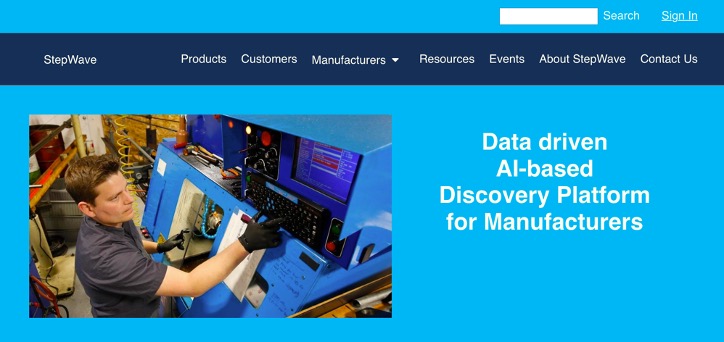 Search Sign In
StepWave Products Customers Manufacturers Resources Events About StepWave Contact Us
Data driven
AI-based
Discovery Platform
for Manufacturers